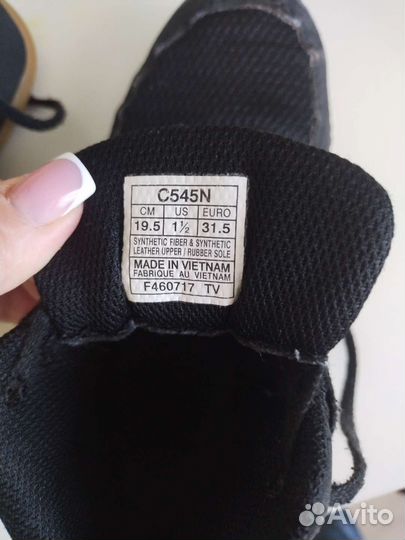 C545N
CM US EURO
19.5 1½ 31.5
SYNTHETIC FIBER & SYNTHETIC
LEATHER UPPER / RUBBER SOLE
MADE IN VIETNAM
FABRIQUE AU VIETNAM
F460717 TV
Avito